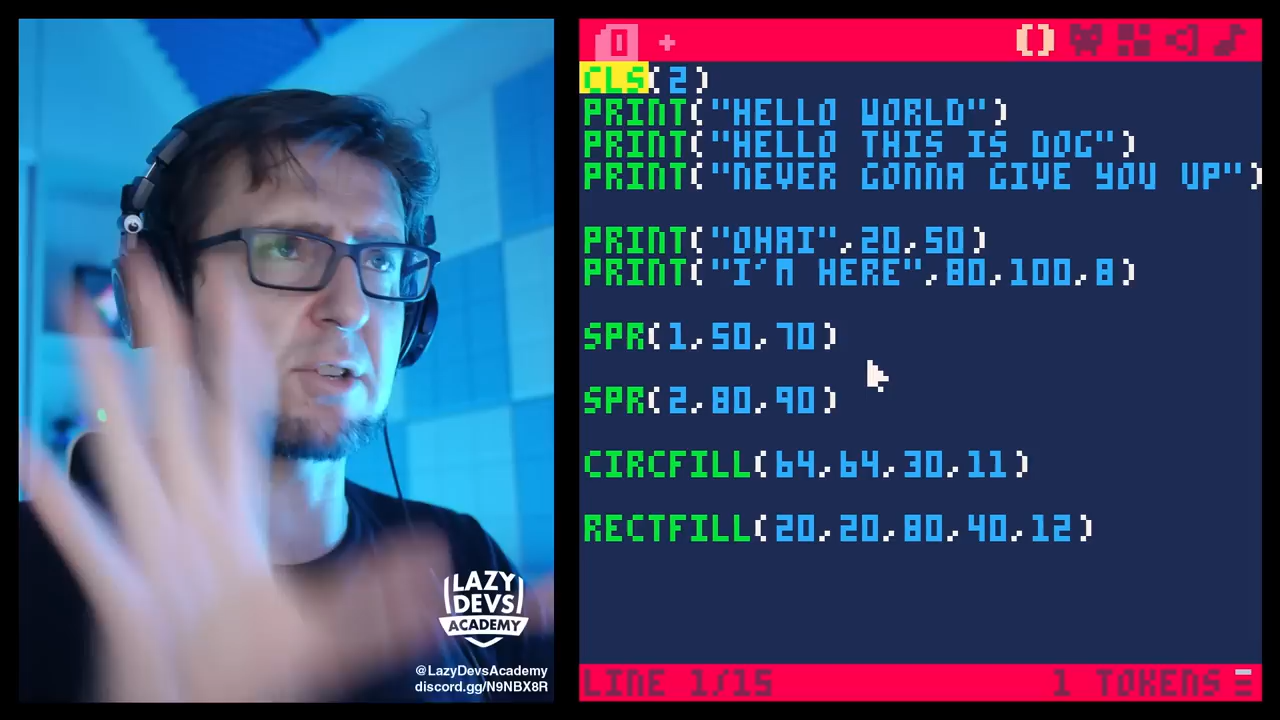 LAZY
DEVS
ACADEMY
@LazyDevsAcademy
discord.gg/N9NBX8R
0 +
CLS(2)
PRINT("HELLO WORLD")
PRINT("HELLO THIS IS DOG")
PRINT("NEVER GONNA GIVE YOU UP")
PRINT("OHAI",20,50)
PRINT("I'M HERE",80,100,8)
SPR(1,50,70)
SPR(2,80,90)
CIRCFILL(64,64,30,11)
RECTFILL(20,20,80,40,12)
LINE 1/15
1 TOKENS